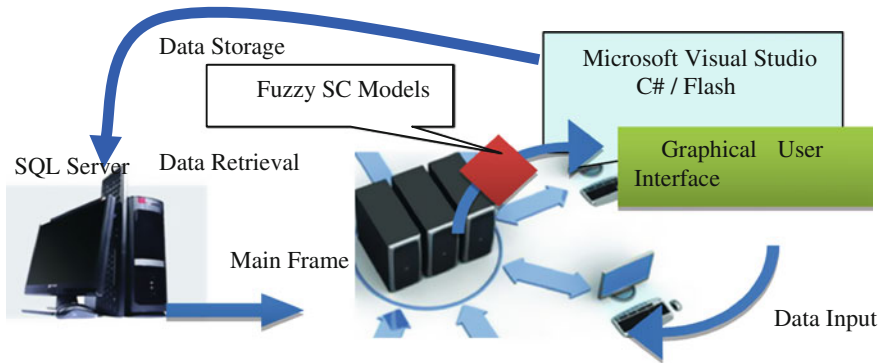 Data Storage
Microsoft Visual Studio
C# / Flash
Fuzzy SC Models
Graphical User
Interface
SQL Server
Data Retrieval
Main Frame
Data Input